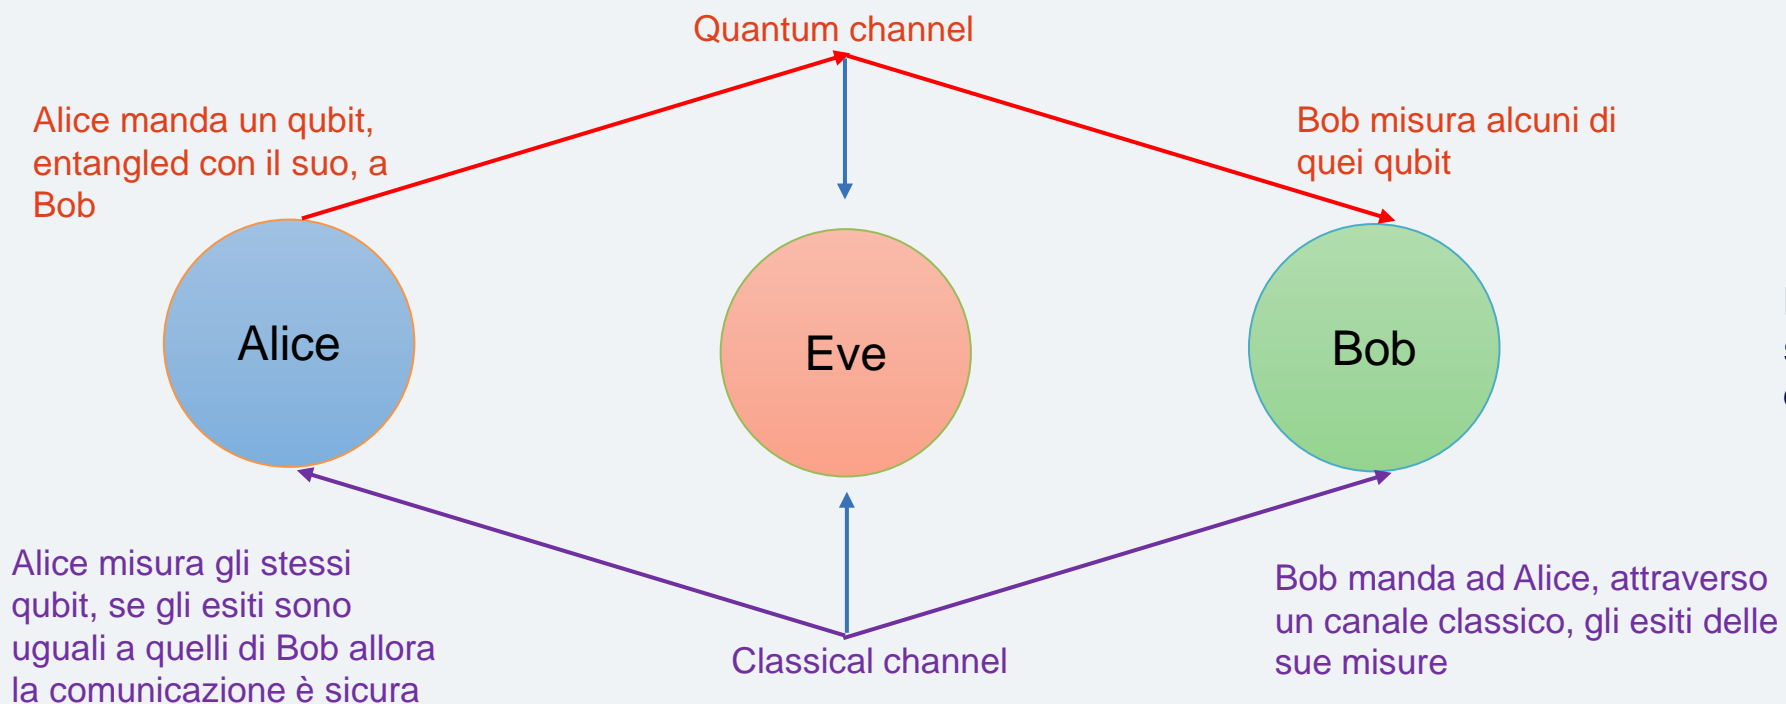 Quantum channel
Alice manda un qubit,
entangled con il suo, a
Bob
Bob misura alcuni di
quei qubit
Alice
Eve
Bob
Alice misura gli stessi
qubit, se gli esiti sono
uguali a quelli di Bob allora
la comunicazione è sicura
Classical channel
Bob manda ad Alice, attraverso
un canale classico, gli esiti delle
sue misure